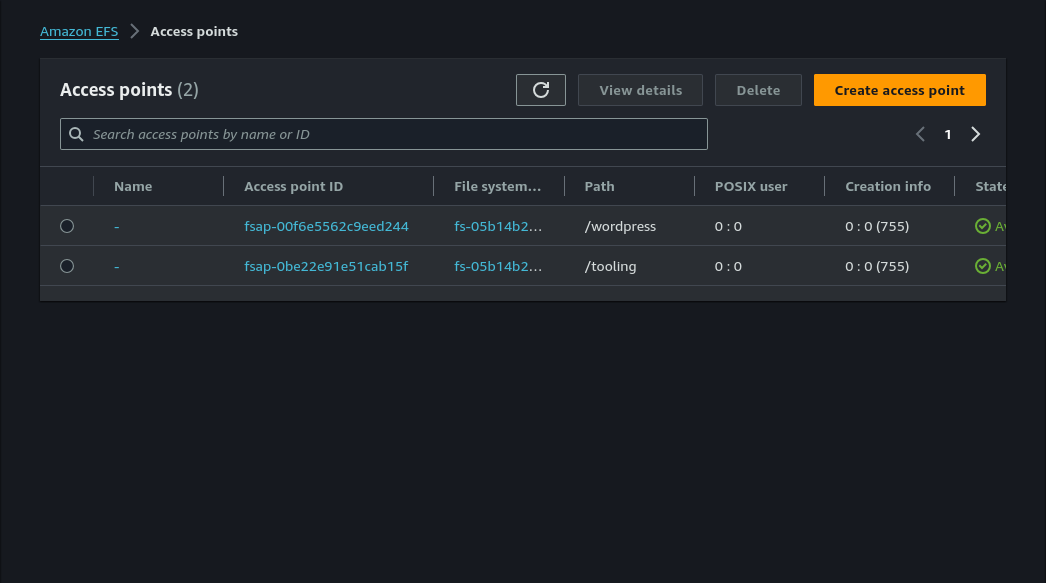 Amazon EFS > Access points
Access points (2)
View details
Delete
Create access point
Search access points by name or ID
1
Name Access point ID File system... Path POSIX user Creation info State
- fsap-00f6e5562c9eed244 fs-05b14b2... /wordpress 0 : 0 0 : 0 (755)
- fsap-0be22e91e51cab15f fs-05b14b2... /tooling 0 : 0 0 : 0 (755)